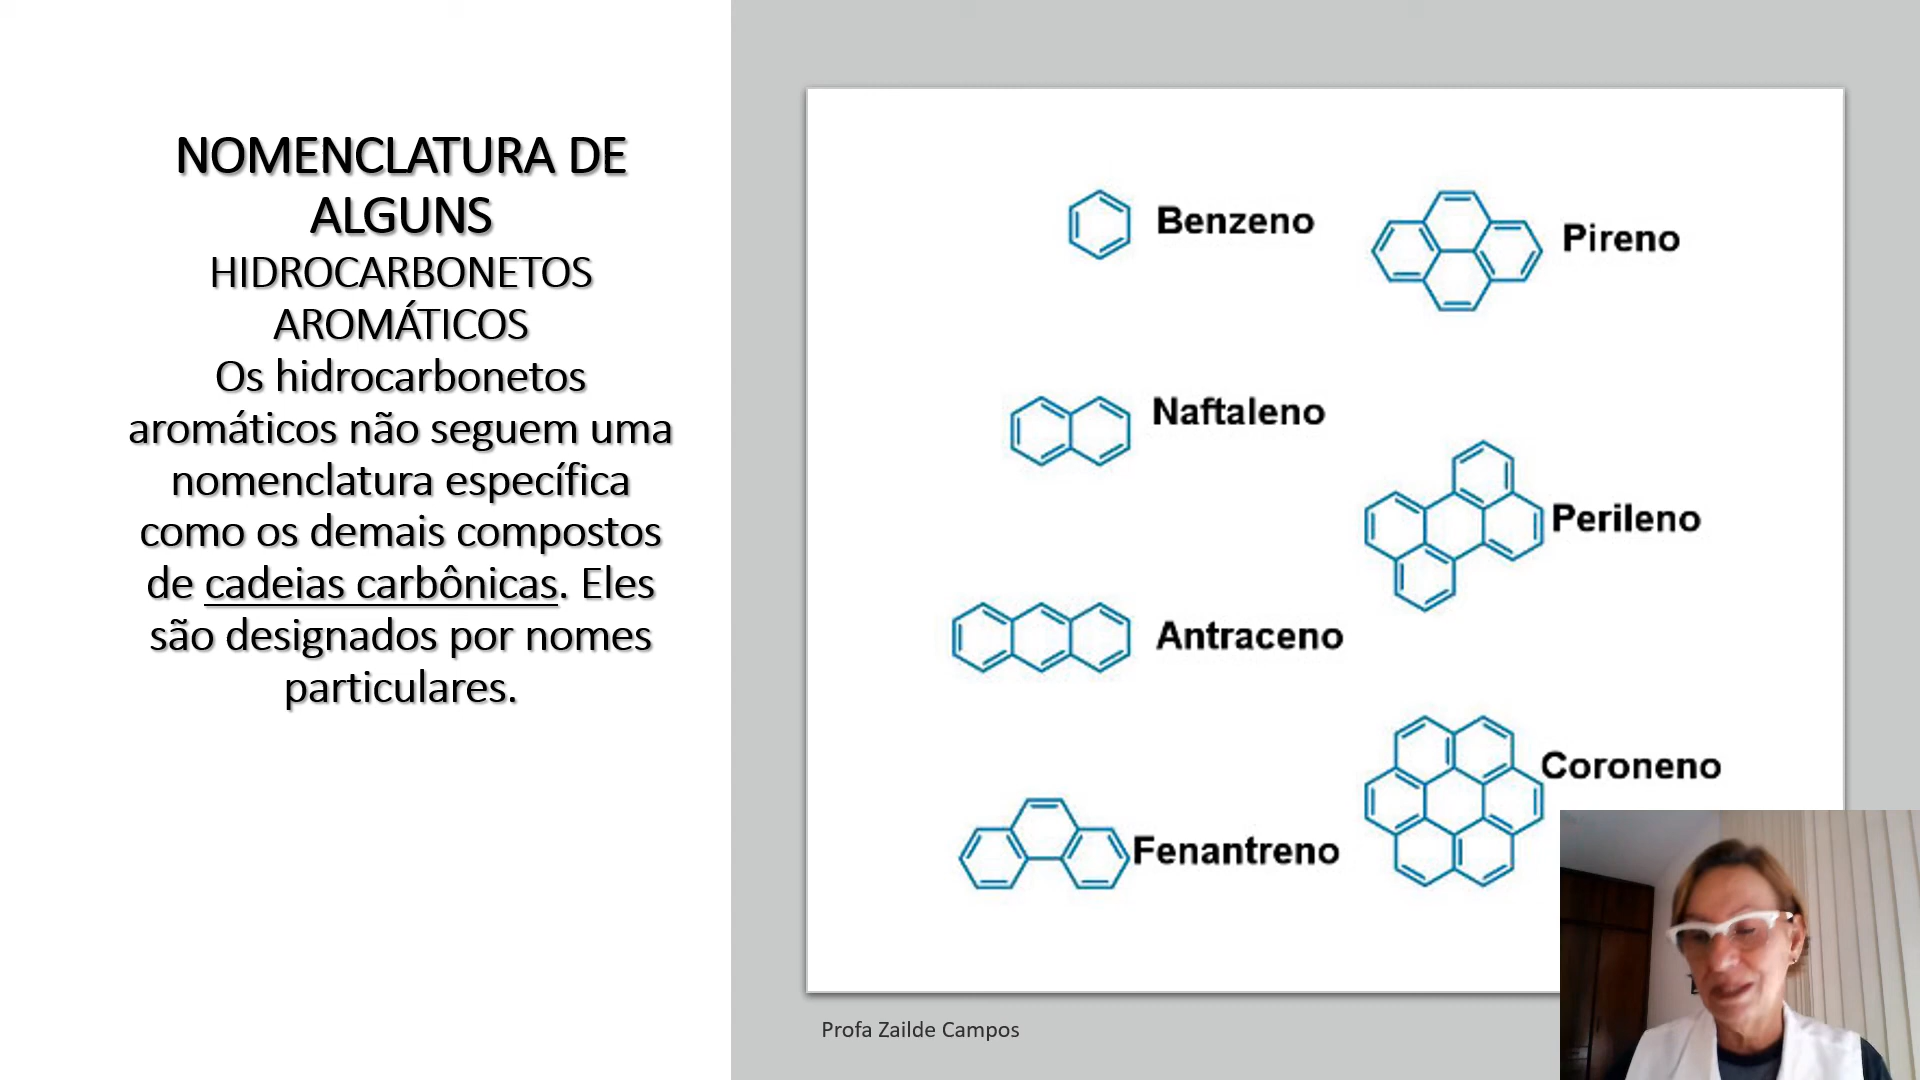 NOMENCLATURA DE
ALGUNS
HIDROCARBONETOS
AROMÁTICOS
Os hidrocarbonetos
aromáticos não seguem uma
nomenclatura específica
como os demais compostos
de cadeias carbônicas. Eles
são designados por nomes
particulares.
Benzeno
Pireno
Naftaleno
Perileno
Antraceno
Coroneno
Fenantreno
Profa Zailde Campos